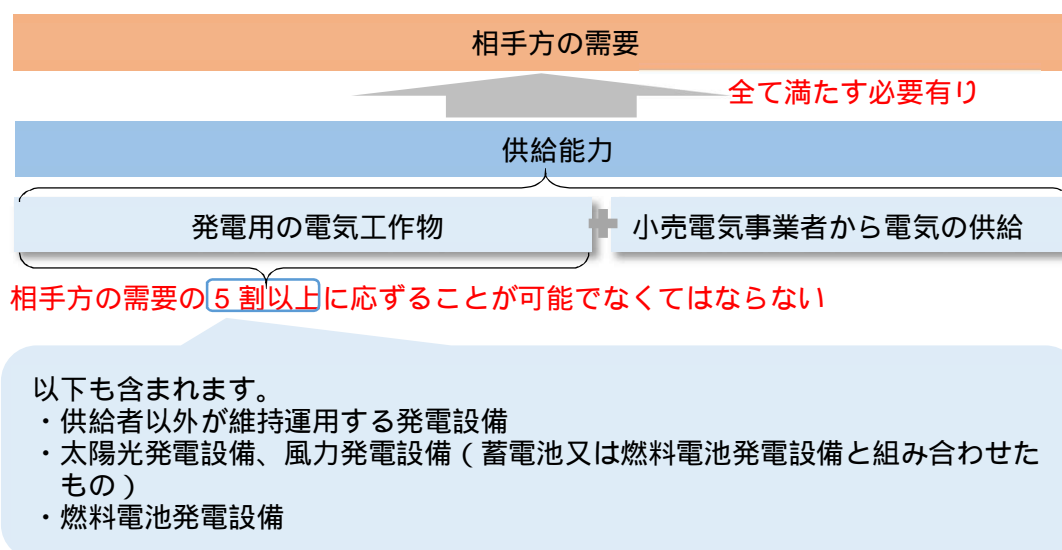 相手方の需要
全て満たす必要有り
供給能力
発電用の電気工作物
小売電気事業者から電気の供給
相手方の需要の5割以上に応ずることが可能でなくてはならない
以下も含まれます。
・供給者以外が維持運用する発電設備
・太陽光発電設備、風力発電設備(蓄電池又は燃料電池発電設備と組み合わせた
もの)
・燃料電池発電設備